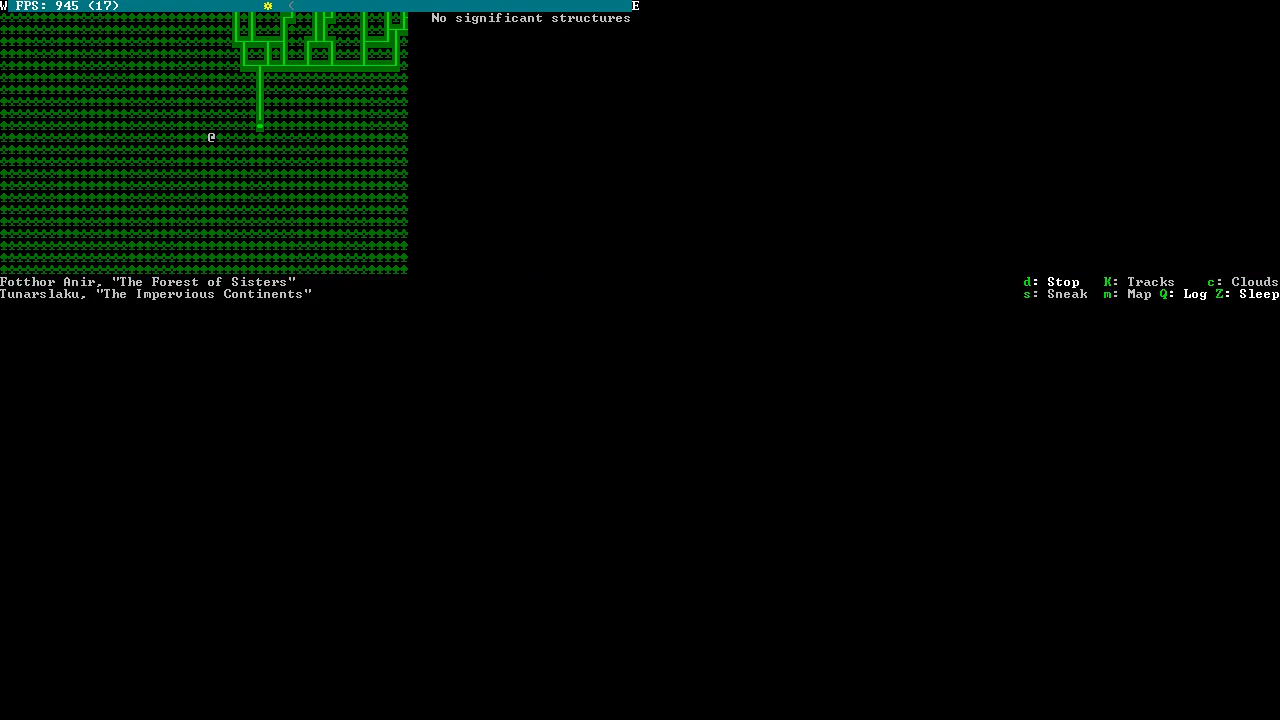 W FPS: 945 (17) E
No significant structures
Fotthor Anir, "The Forest of Sisters"
Tunarslaku, "The Impervious Continents"
d: Stop K: Tracks c: Clouds
s: Sneak m: Map Q: Log Z: Sleep